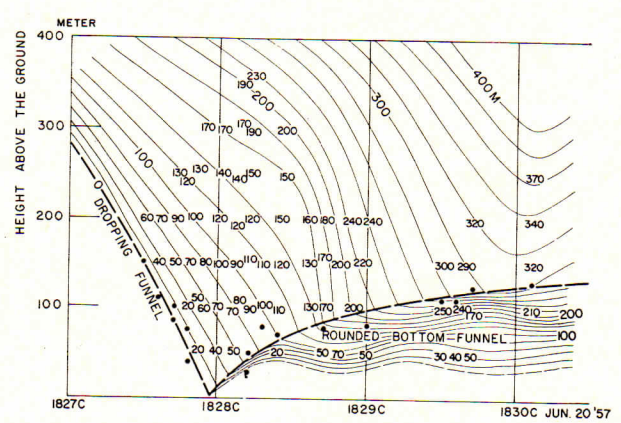 METER
400
300
200
100
HEIGHT ABOVE THE GROUND
230
190
200
400M
300
170 170 170 190 200
100
130 130 140 150
120 140 150
370
O DROPPING FUNNEL
60 70 90 100 120 120 150 160 180 240 240 320 340
120
40 50 70 80 100 90 110 110 120 130 170 200 220 300 290 320
20 50 60 70 70 80 90 100 110 130 170 200 250 240 170 210 200
20 40 50 20 ROUNDED BOTTOM FUNNEL 100
50 70 50 30 40 50
1827C 1828C 1829C 1830C JUN. 20 '57